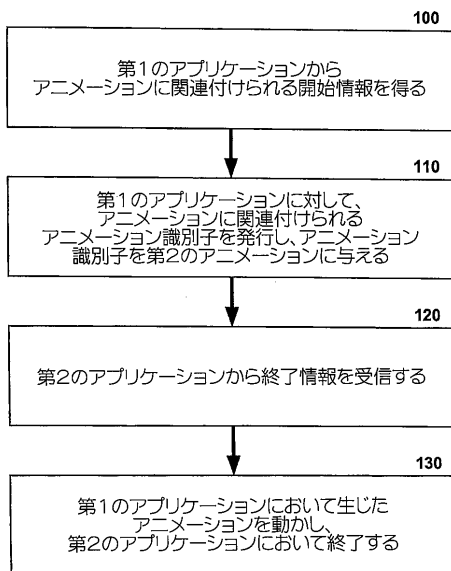 100
第1のアプリケーションから
アニメーションに関連付けられる開始情報を得る
110
第1のアプリケーションに対して、
アニメーションに関連付けられる
アニメーション識別子を発行し、アニメーション
識別子を第2のアニメーションに与える
120
第2のアプリケーションから終了情報を受信する
130
第1のアプリケーションにおいて生じた
アニメーションを動かし、
第2のアプリケーションにおいて終了する